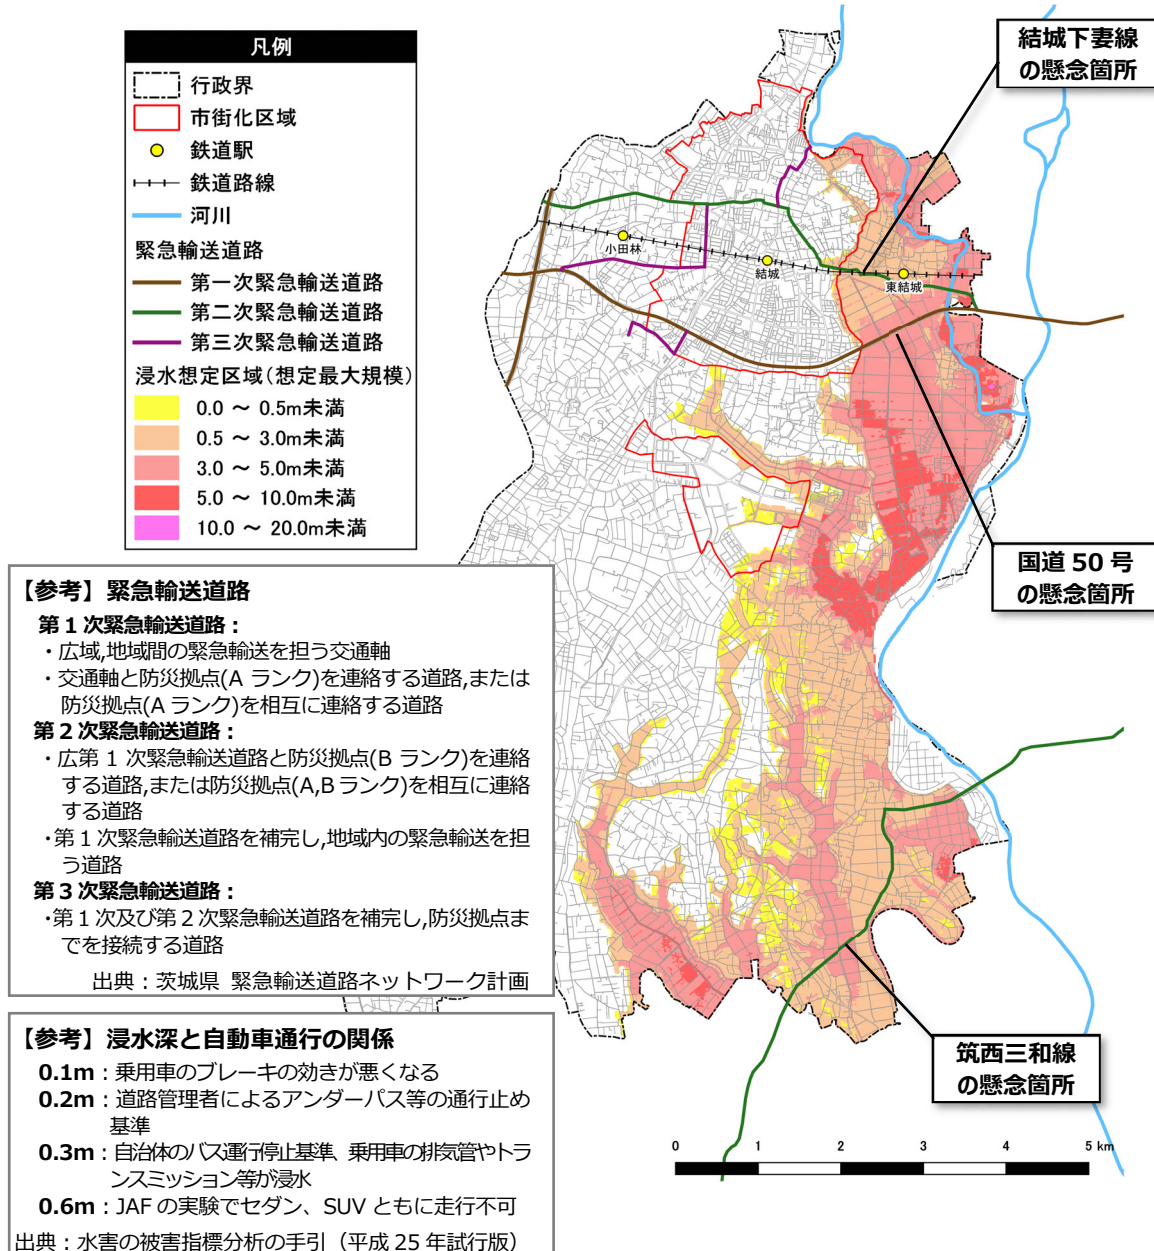 凡例
行政界
市街化区域
鉄道駅
鉄道路線
河川
緊急輸送道路
第一次緊急輸送道路
第二次緊急輸送道路
第三次緊急輸送道路
浸水想定区域(想定最大規模)
0.0 ～ 0.5m未満
0.5 ～ 3.0m未満
3.0 ～ 5.0m未満
5.0 ～ 10.0m未満
10.0 ～ 20.0m未満
結城下妻線
の懸念箇所
小田林
結城
東結城
国道 50 号
の懸念箇所
筑西三和線
の懸念箇所
0 1 2 3 4 5 km
【参考】緊急輸送道路
第 1 次緊急輸送道路：
・広域,地域間の緊急輸送を担う交通軸
・交通軸と防災拠点(A ランク)を連絡する道路,または
防災拠点(A ランク)を相互に連絡する道路
第 2 次緊急輸送道路：
・広第 1 次緊急輸送道路と防災拠点(B ランク)を連絡
する道路,または防災拠点(A,B ランク)を相互に連絡
する道路
・第 1 次緊急輸送道路を補完し,地域内の緊急輸送を担
う道路
第 3 次緊急輸送道路：
・第 1 次及び第 2 次緊急輸送道路を補完し,防災拠点ま
でを接続する道路
出典：茨城県 緊急輸送道路ネットワーク計画
【参考】浸水深と自動車通行の関係
0.1m：乗用車のブレーキの効きが悪くなる
0.2m：道路管理者によるアンダーパス等の通行止め
基準
0.3m：自治体のバス運行停止基準、乗用車の排気管やトラ
ンスミッション等が浸水
0.6m：JAF の実験でセダン、SUV ともに走行不可
出典：水害の被害指標分析の手引（平成 25 年試行版）